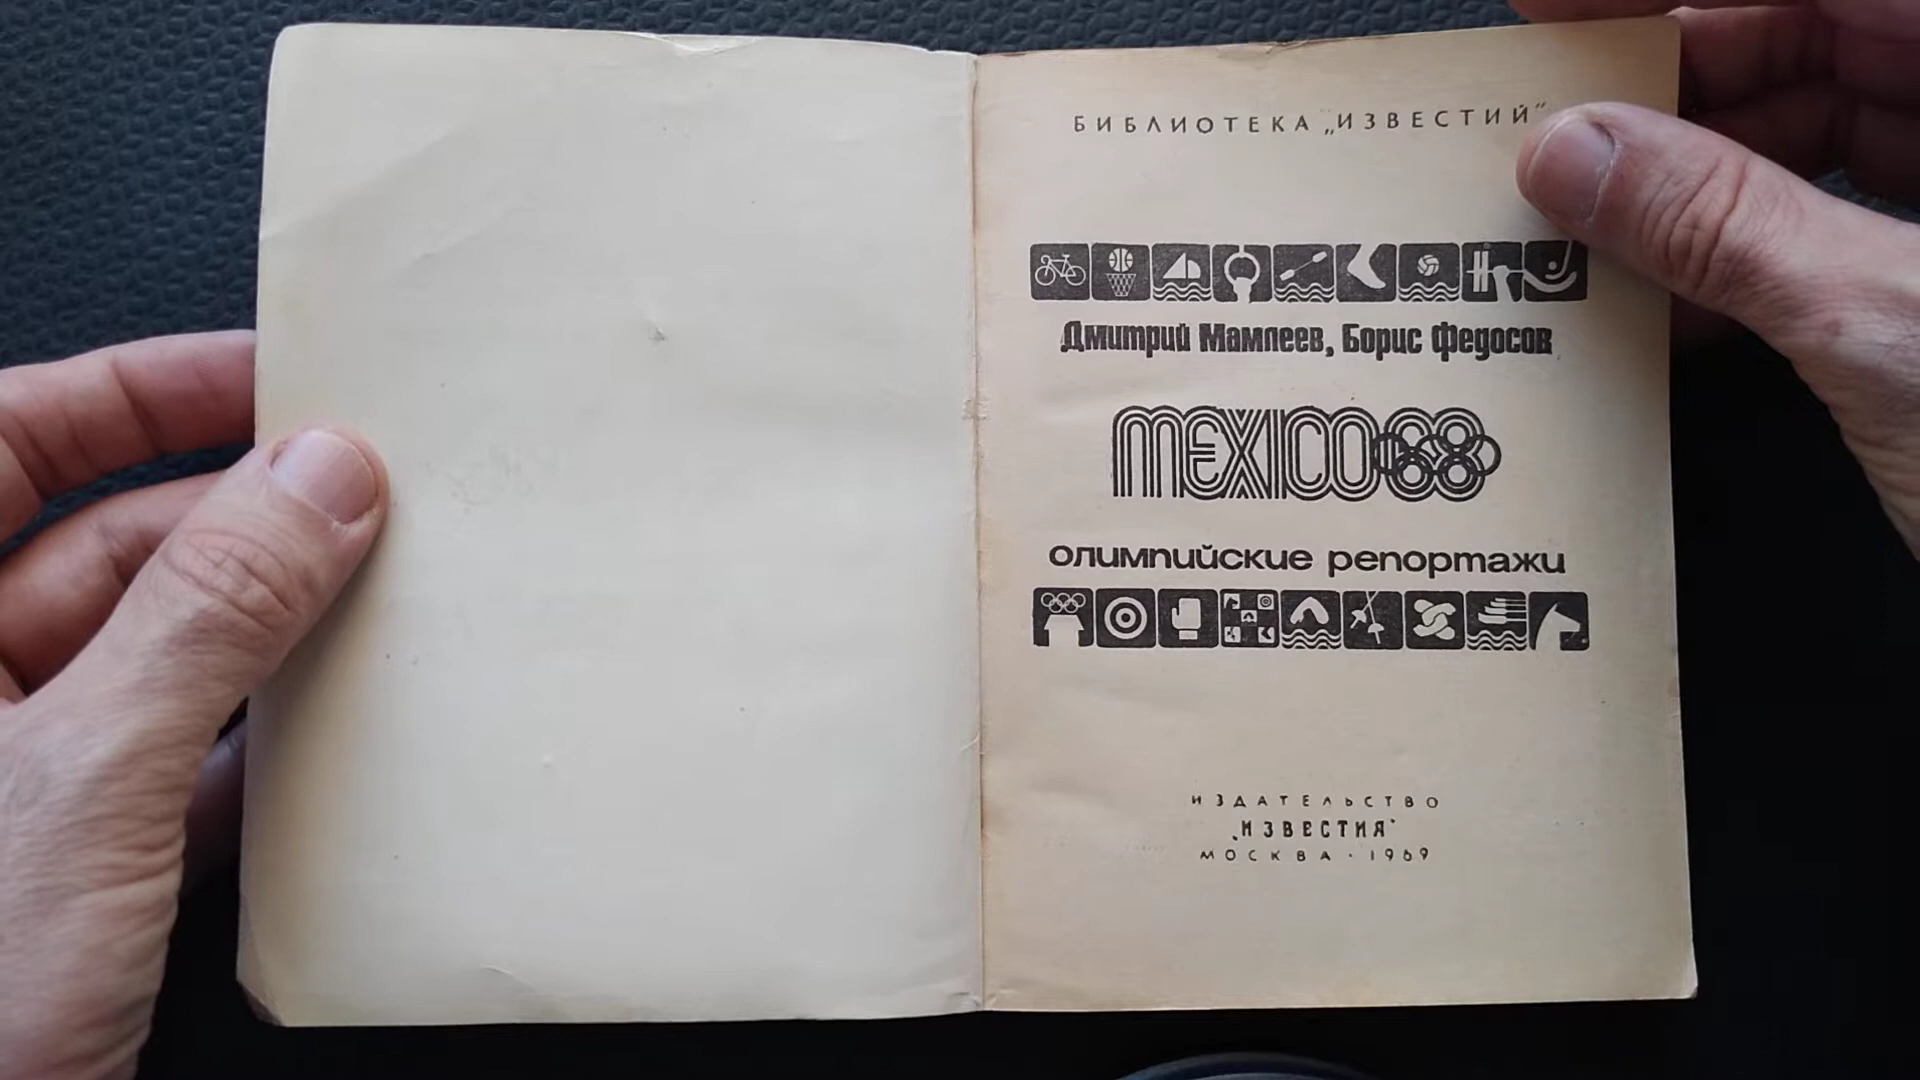 БИБЛИОТЕКА „ИЗВЕСТИЙ“
Дмитрий Мамлеев, Борис Федосов
MEXICO68
олимпийские репортажи
ИЗДАТЕЛЬСТВО
„ИЗВЕСТИЯ“
МОСКВА · 1969